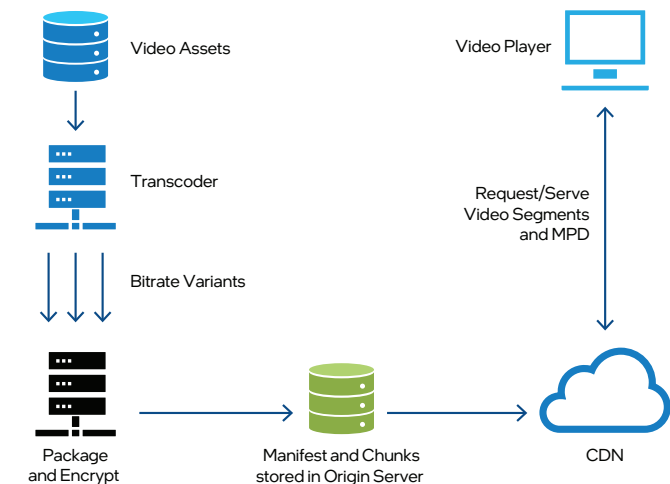 Video Assets
Video Player
Transcoder
Request/Serve
Video Segments
and MPD
Bitrate Variants
Package
and Encrypt
Manifest and Chunks
stored in Origin Server
CDN